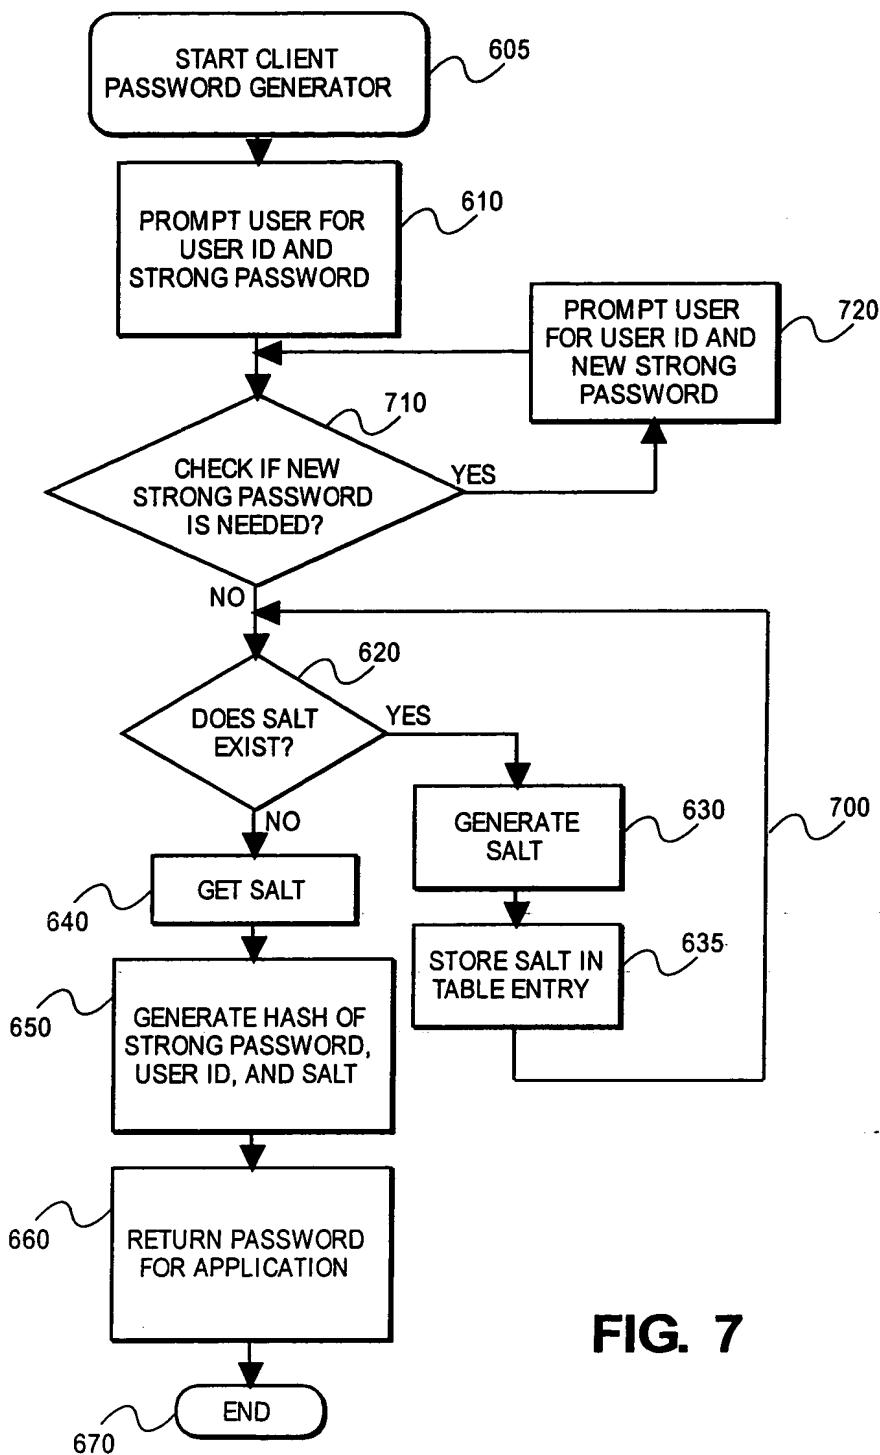 START CLIENT
PASSWORD GENERATOR
605
PROMPT USER FOR
USER ID AND
STRONG PASSWORD
610
PROMPT USER
FOR USER ID AND
NEW STRONG
PASSWORD
720
710
CHECK IF NEW
STRONG PASSWORD
IS NEEDED?
YES
NO
620
DOES SALT
EXIST?
YES
NO
GENERATE
SALT
630
700
GET SALT
640
STORE SALT IN
TABLE ENTRY
635
GENERATE HASH OF
STRONG PASSWORD,
USER ID, AND SALT
650
RETURN PASSWORD
FOR APPLICATION
660
FIG. 7
END
670